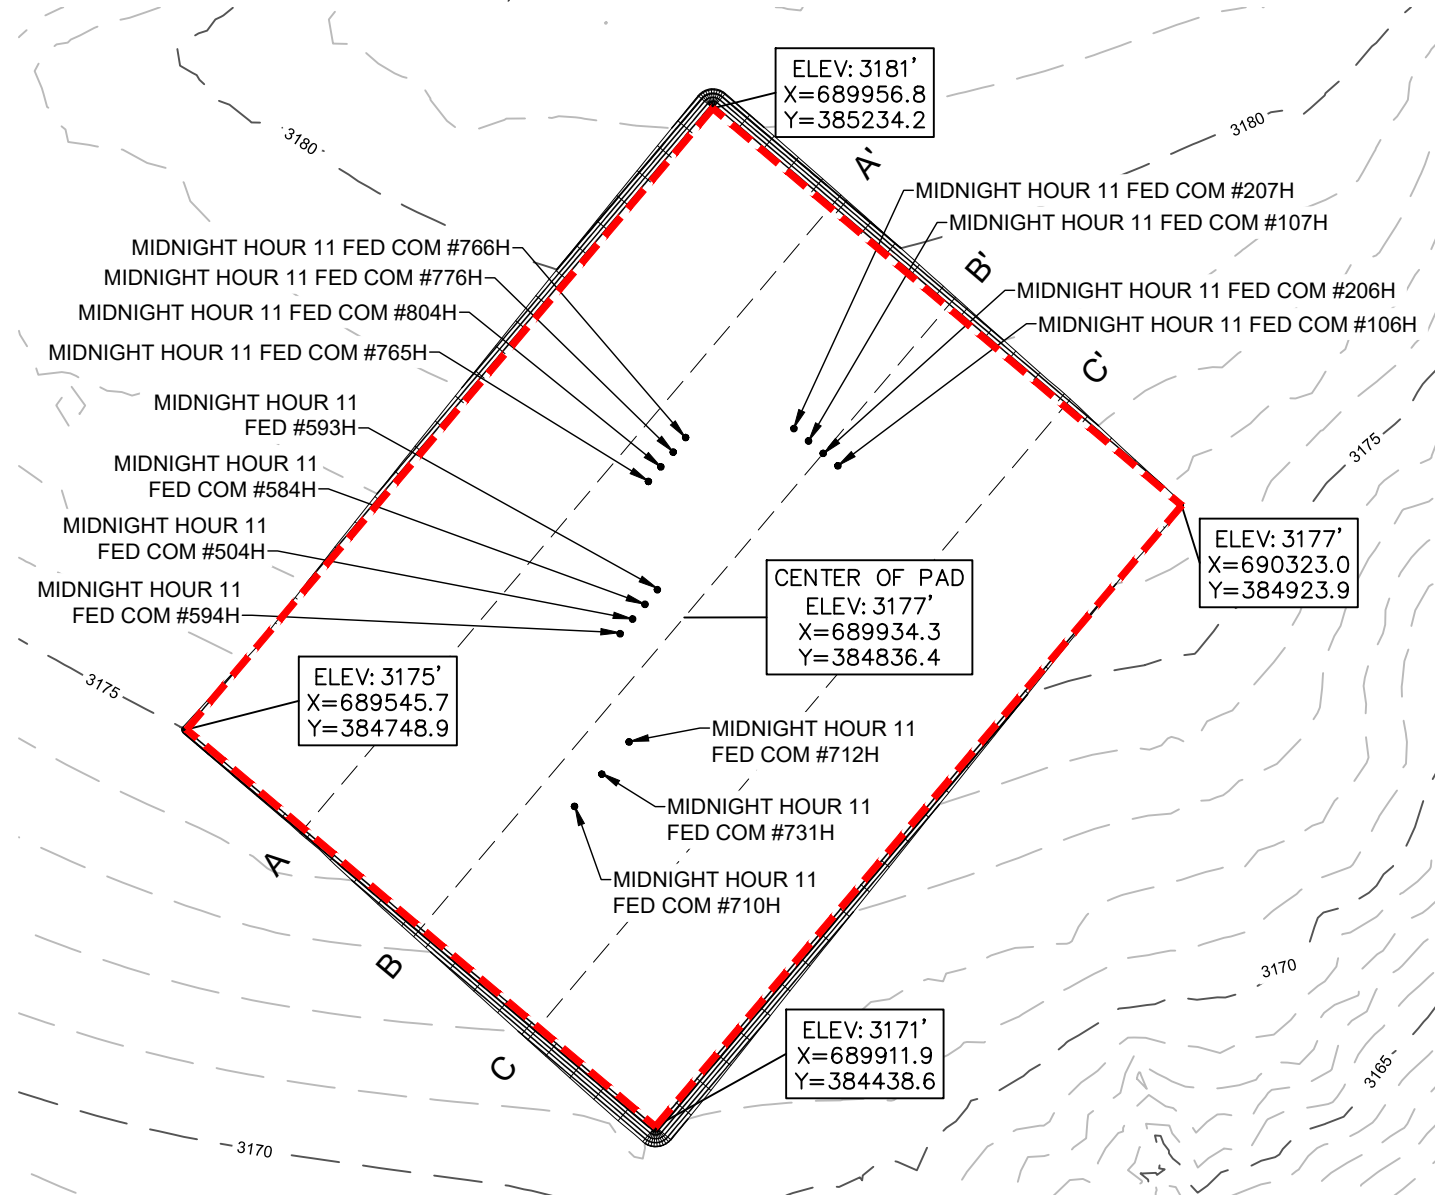 ELEV: 3181'
X=689956.8
Y=385234.2
3180
3180
A'
MIDNIGHT HOUR 11 FED COM #207H
MIDNIGHT HOUR 11 FED COM #107H
B'
MIDNIGHT HOUR 11 FED COM #206H
MIDNIGHT HOUR 11 FED COM #106H
C'
MIDNIGHT HOUR 11 FED COM #766H
MIDNIGHT HOUR 11 FED COM #776H
MIDNIGHT HOUR 11 FED COM #804H
MIDNIGHT HOUR 11 FED COM #765H
MIDNIGHT HOUR 11
FED #593H
MIDNIGHT HOUR 11
FED COM #584H
MIDNIGHT HOUR 11
FED COM #504H
MIDNIGHT HOUR 11
FED COM #594H
3175
ELEV: 3177'
X=690323.0
Y=384923.9
CENTER OF PAD
ELEV: 3177'
X=689934.3
Y=384836.4
3175
ELEV: 3175'
X=689545.7
Y=384748.9
MIDNIGHT HOUR 11
FED COM #712H
MIDNIGHT HOUR 11
FED COM #731H
MIDNIGHT HOUR 11
FED COM #710H
A
B
C
3170
ELEV: 3171'
X=689911.9
Y=384438.6
3165
3170